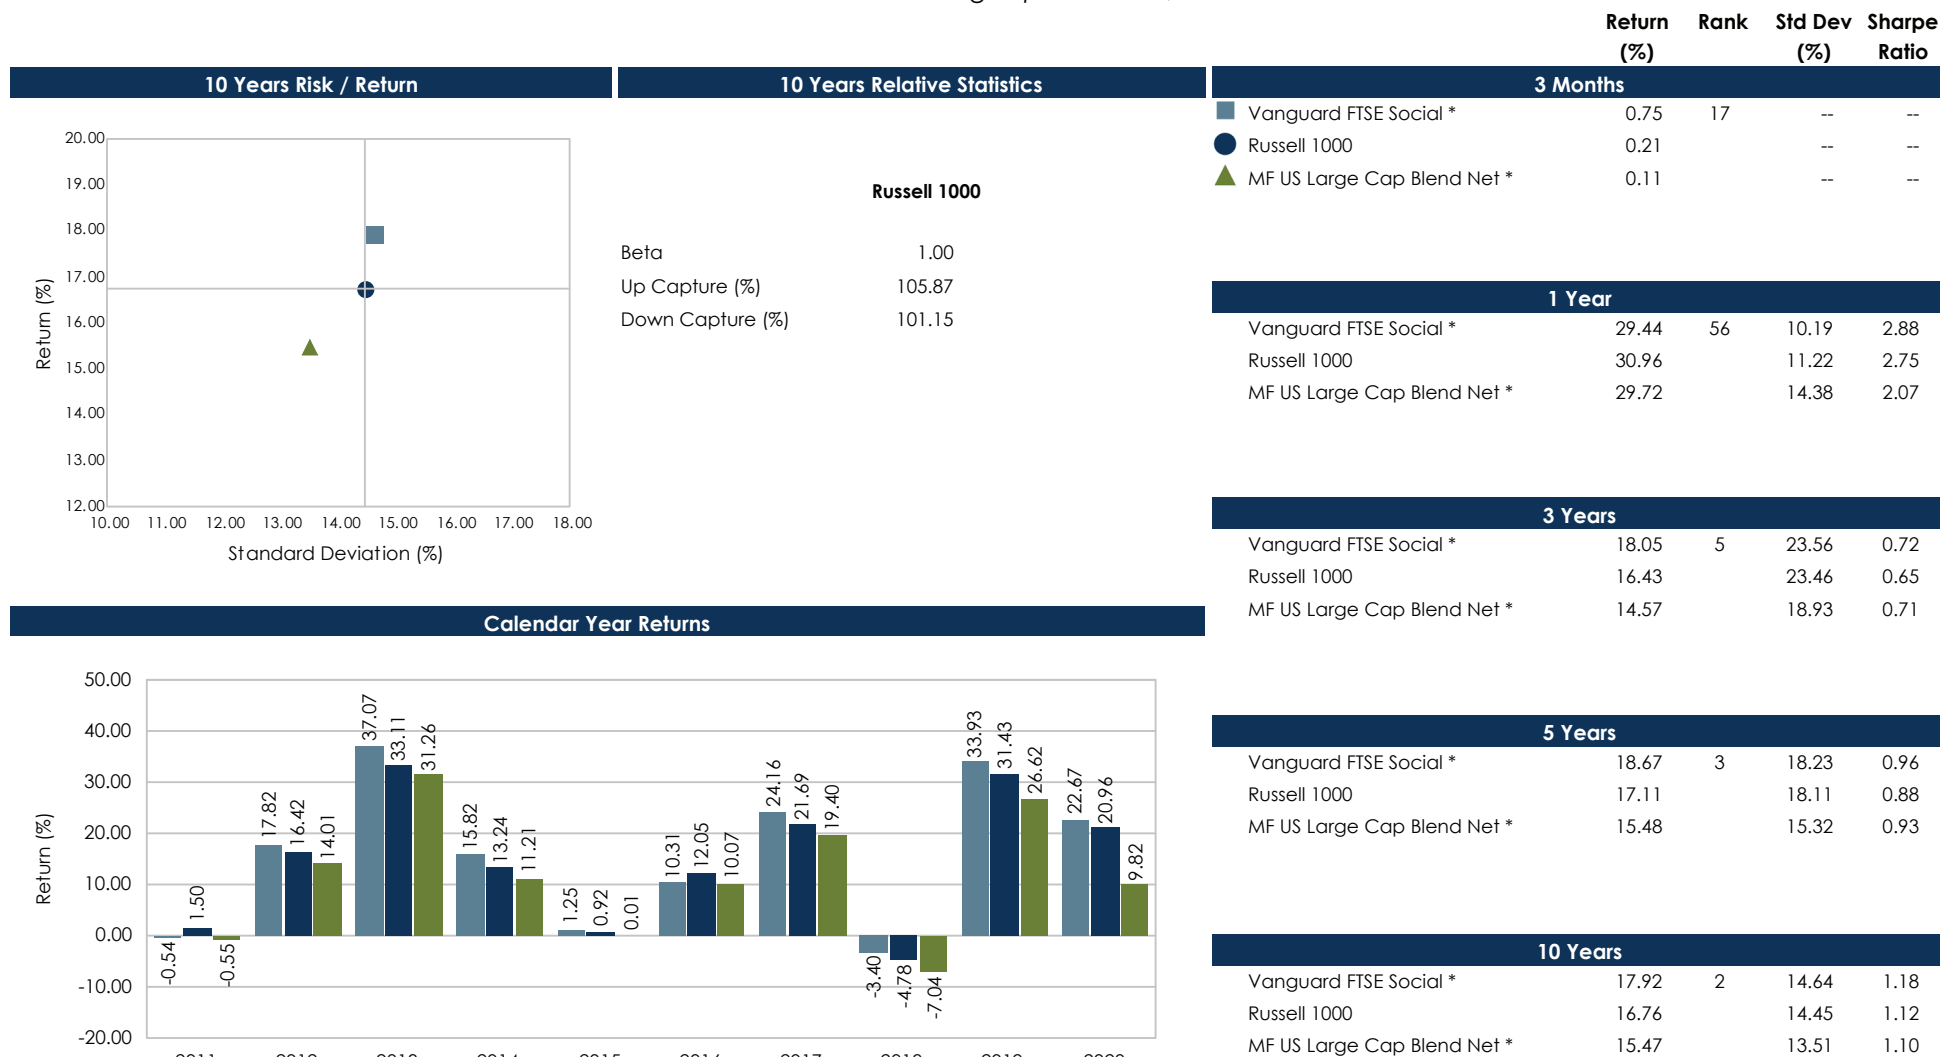 Return Rank Std Dev Sharpe
(%) (%) Ratio
10 Years Risk / Return
20.00
19.00
18.00
17.00
16.00
15.00
14.00
13.00
12.00
Return (%)
10.00 11.00 12.00 13.00 14.00 15.00 16.00 17.00 18.00
Standard Deviation (%)
10 Years Relative Statistics
Russell 1000
Beta 1.00
Up Capture (%) 105.87
Down Capture (%) 101.15
3 Months
Vanguard FTSE Social * 0.75 17 -- --
Russell 1000 0.21 -- --
MF US Large Cap Blend Net * 0.11 -- --
1 Year
Vanguard FTSE Social * 29.44 56 10.19 2.88
Russell 1000 30.96 11.22 2.75
MF US Large Cap Blend Net * 29.72 14.38 2.07
3 Years
Vanguard FTSE Social * 18.05 5 23.56 0.72
Russell 1000 16.43 23.46 0.65
MF US Large Cap Blend Net * 14.57 18.93 0.71
5 Years
Vanguard FTSE Social * 18.67 3 18.23 0.96
Russell 1000 17.11 18.11 0.88
MF US Large Cap Blend Net * 15.48 15.32 0.93
10 Years
Vanguard FTSE Social * 17.92 2 14.64 1.18
Russell 1000 16.76 14.45 1.12
MF US Large Cap Blend Net * 15.47 13.51 1.10
Calendar Year Returns
50.00
40.00
30.00
20.00
10.00
0.00
-10.00
-20.00
Return (%)
-0.54 1.50 -0.55
17.82 16.42 14.01
37.07 33.11 31.26
15.82 13.24 11.21
1.25 0.92 0.01
10.31 12.05 10.07
24.16 21.69 19.40
-3.40 -4.78 -7.04
33.93 31.43 26.62
22.67 20.96 9.82
2011 2012 2013 2014 2015 2016 2017 2018 2019 2020